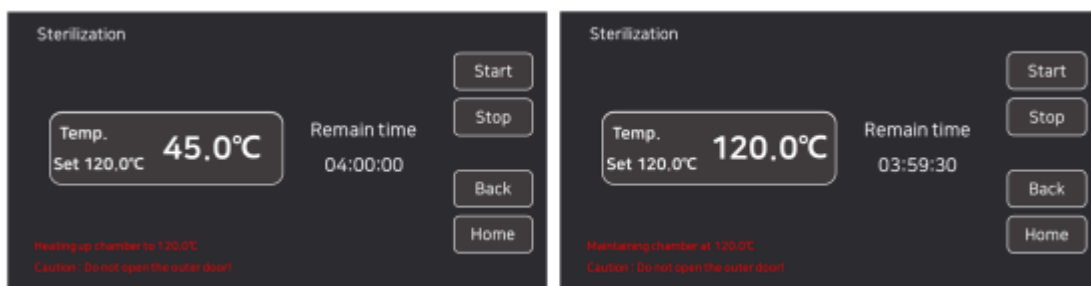 Sterilization
Start
Stop
Temp.
45.0℃
Set 120.0℃
Remain time
04:00:00
Back
Home
Heating up chamber to 120.0℃
Caution : Do not open the outer door!
Sterilization
Start
Stop
Temp.
120.0℃
Set 120.0℃
Remain time
03:59:30
Back
Home
Maintaining chamber at 120.0℃
Caution : Do not open the outer door!